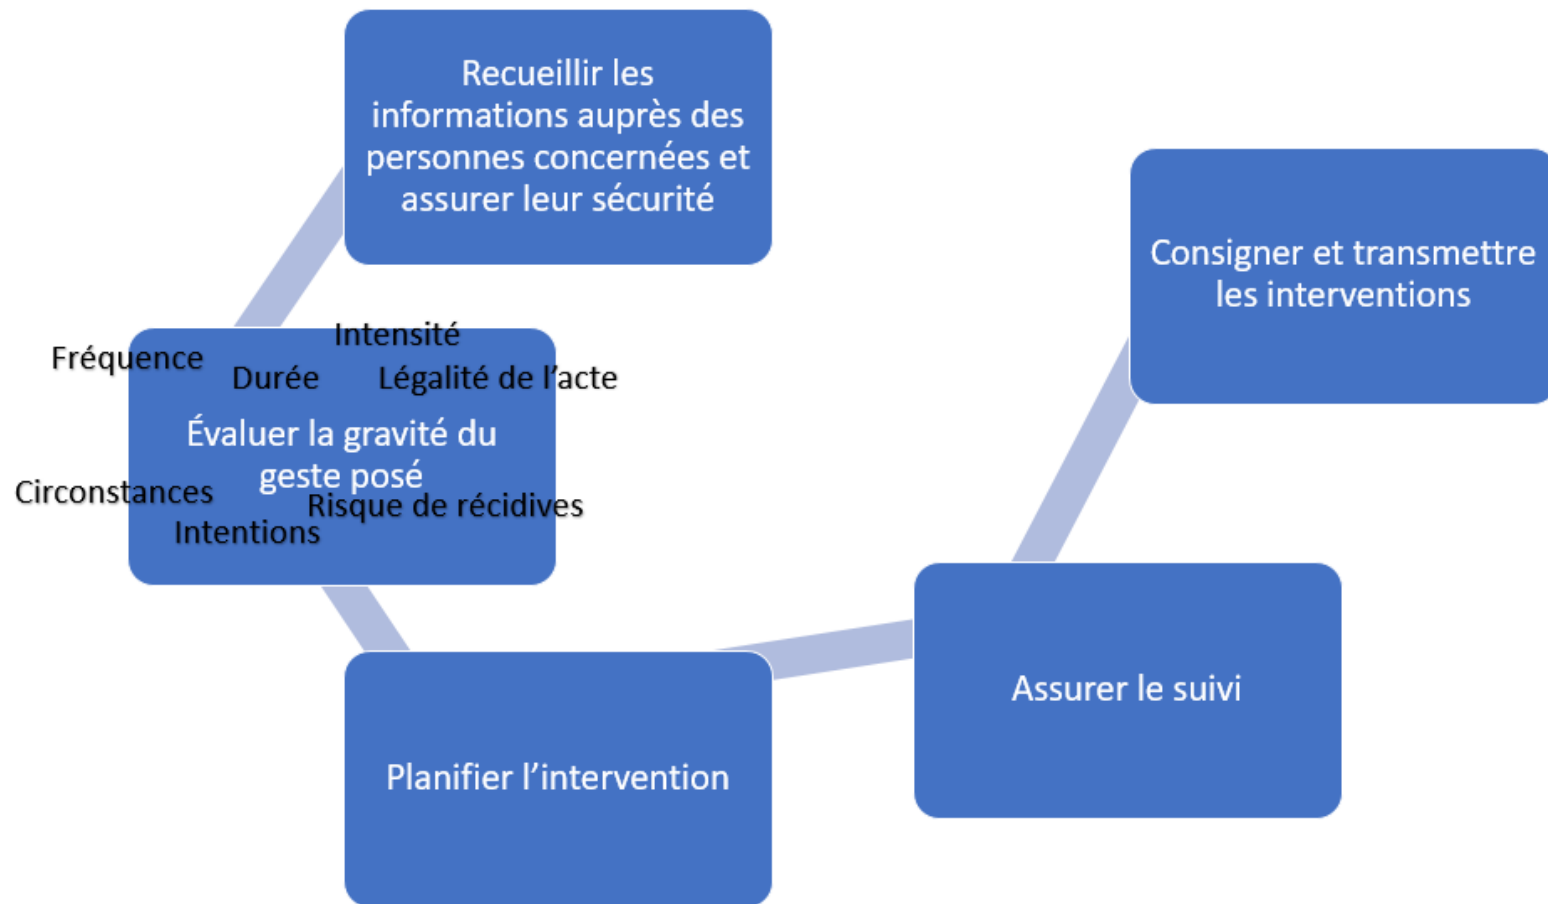 Recueillir les
informations auprès des
personnes concernées et
assurer leur sécurité
Intensité
Fréquence
Durée
Légalité de l’acte
Évaluer la gravité du
geste posé
Circonstances
Risque de récidives
Intentions
Planifier l’intervention
Assurer le suivi
Consigner et transmettre
les interventions